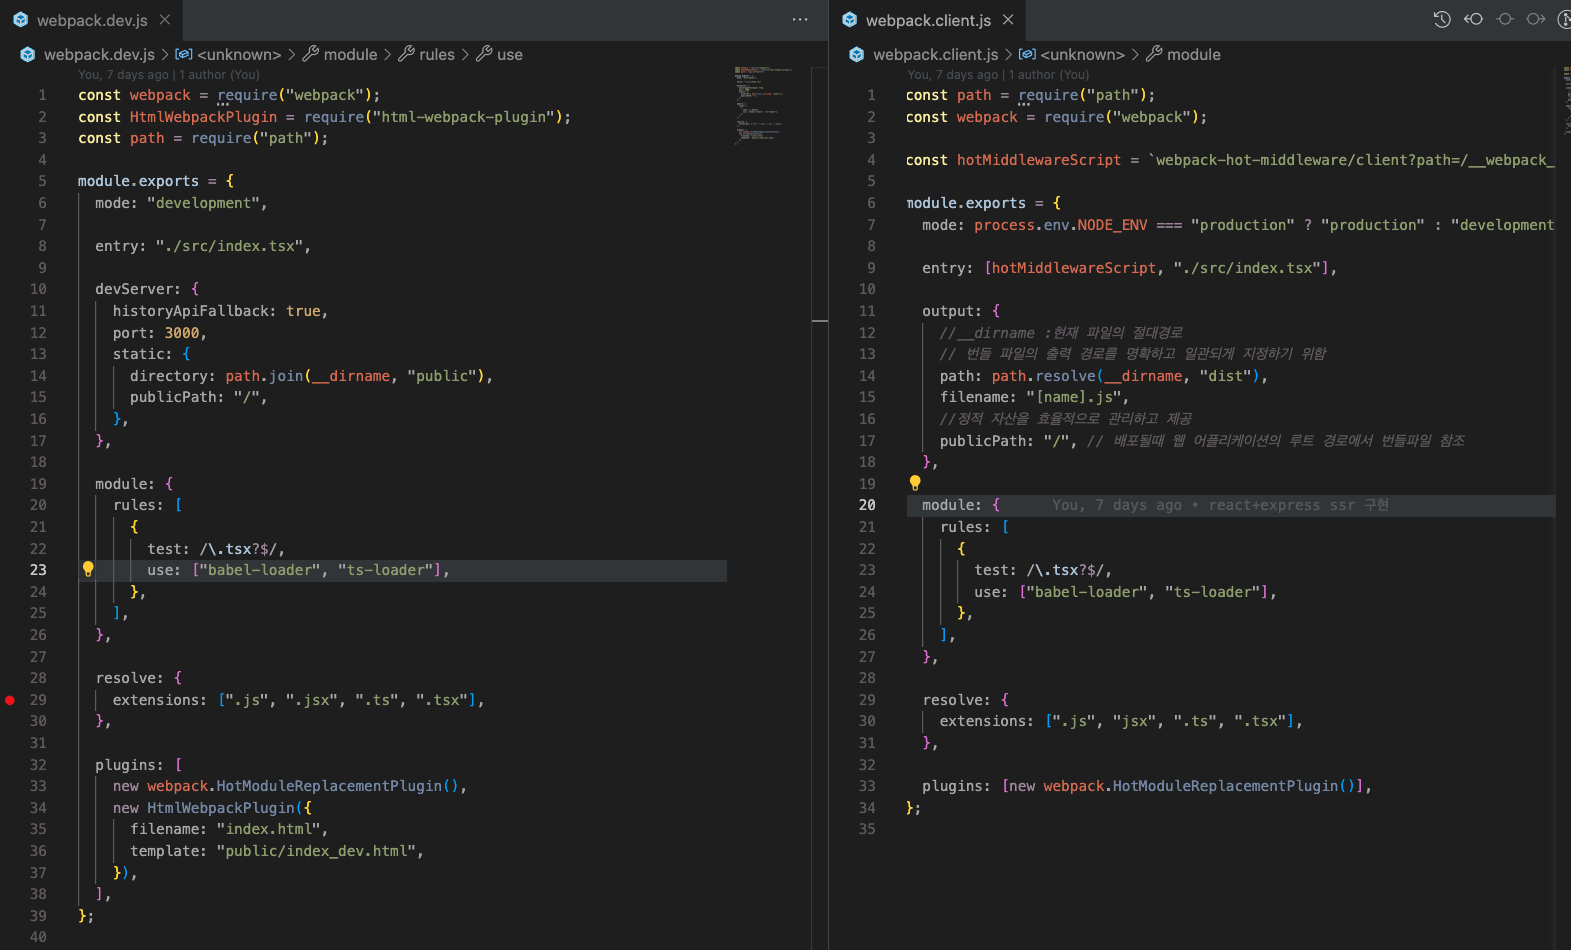 webpack.dev.js
webpack.dev.js > <unknown> > module > rules > use
You, 7 days ago | 1 author (You)
1 const webpack = require("webpack");
2 const HtmlWebpackPlugin = require("html-webpack-plugin");
3 const path = require("path");
4
5 module.exports = {
6 mode: "development",
7
8 entry: "./src/index.tsx",
9
10 devServer: {
11 historyApiFallback: true,
12 port: 3000,
13 static: {
14 directory: path.join(__dirname, "public"),
15 publicPath: "/",
16 },
17 },
18
19 module: {
20 rules: [
21 {
22 test: /\.tsx?$/,
23 use: ["babel-loader", "ts-loader"],
24 },
25 ],
26 },
27
28 resolve: {
29 extensions: [".js", ".jsx", ".ts", ".tsx"],
30 },
31
32 plugins: [
33 new webpack.HotModuleReplacementPlugin(),
34 new HtmlWebpackPlugin({
35 filename: "index.html",
36 template: "public/index_dev.html",
37 }),
38 ],
39 };
40
webpack.client.js
webpack.client.js > <unknown> > module
You, 7 days ago | 1 author (You)
1 const path = require("path");
2 const webpack = require("webpack");
3
4 const hotMiddlewareScript = `webpack-hot-middleware/client?path=/__webpack_
5
6 module.exports = {
7 mode: process.env.NODE_ENV === "production" ? "production" : "development
8
9 entry: [hotMiddlewareScript, "./src/index.tsx"],
10
11 output: {
12 //__dirname :현재 파일의 절대경로
13 // 번들 파일의 출력 경로를 명확하고 일관되게 지정하기 위함
14 path: path.resolve(__dirname, "dist"),
15 filename: "[name].js",
16 //정적 자산을 효율적으로 관리하고 제공
17 publicPath: "/", // 배포될때 웹 어플리케이션의 루트 경로에서 번들파일 참조
18 },
19
20 module: { You, 7 days ago • react+express ssr 구현
21 rules: [
22 {
23 test: /\.tsx?$/,
24 use: ["babel-loader", "ts-loader"],
25 },
26 ],
27 },
28
29 resolve: {
30 extensions: [".js", "jsx", ".ts", ".tsx"],
31 },
32
33 plugins: [new webpack.HotModuleReplacementPlugin()],
34 };
35